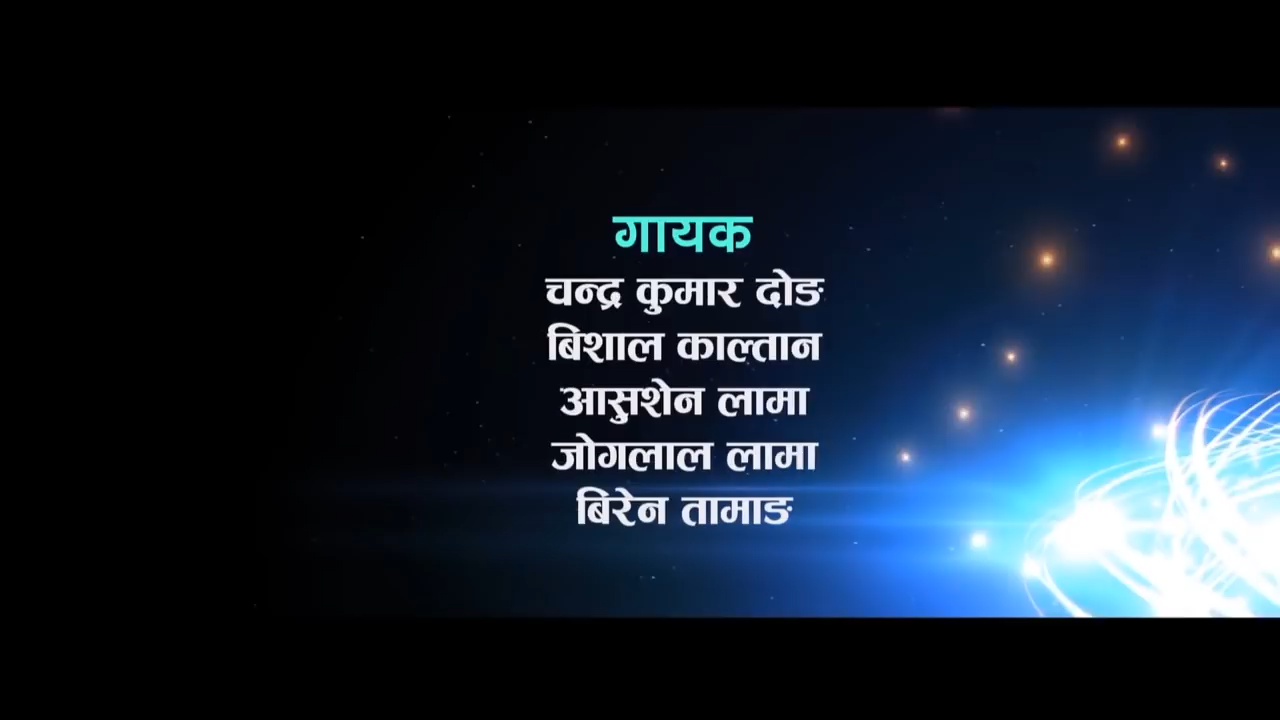 गायक
चन्द्र कुमार दोङ
बिशाल काल्तान
आसुशेन लामा
जोगलाल लामा
बिरेन तामाङ